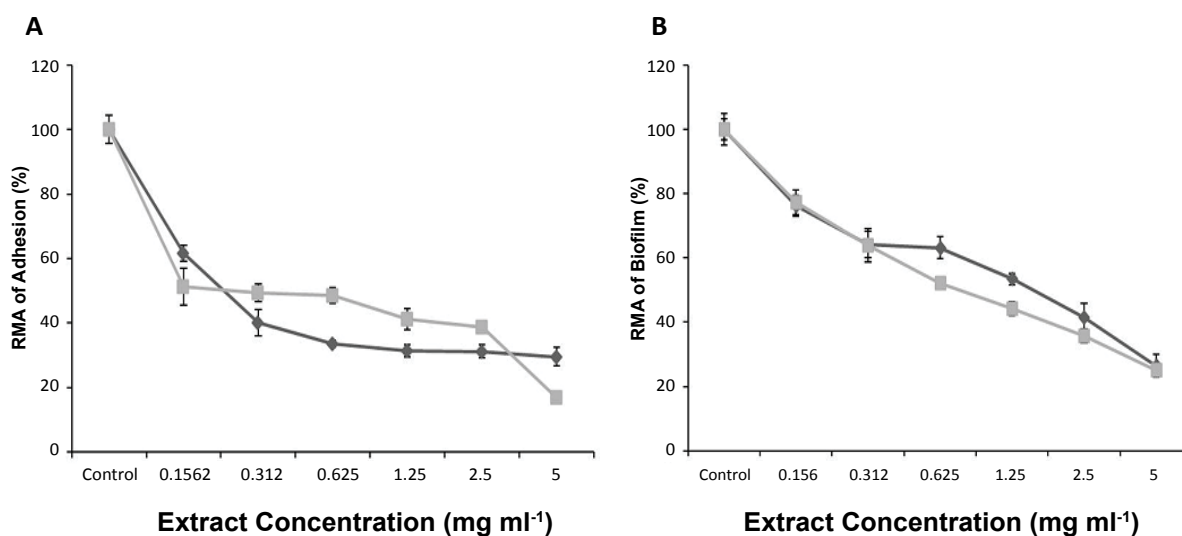 A
120
100
80
60
40
20
0
RMA of Adhesion (%)
Control 0.1562 0.312 0.625 1.25 2.5 5
Extract Concentration (mg ml-1)
B
120
100
80
60
40
20
0
RMA of Biofilm (%)
Control 0.156 0.312 0.625 1.25 2.5 5
Extract Concentration (mg ml-1)